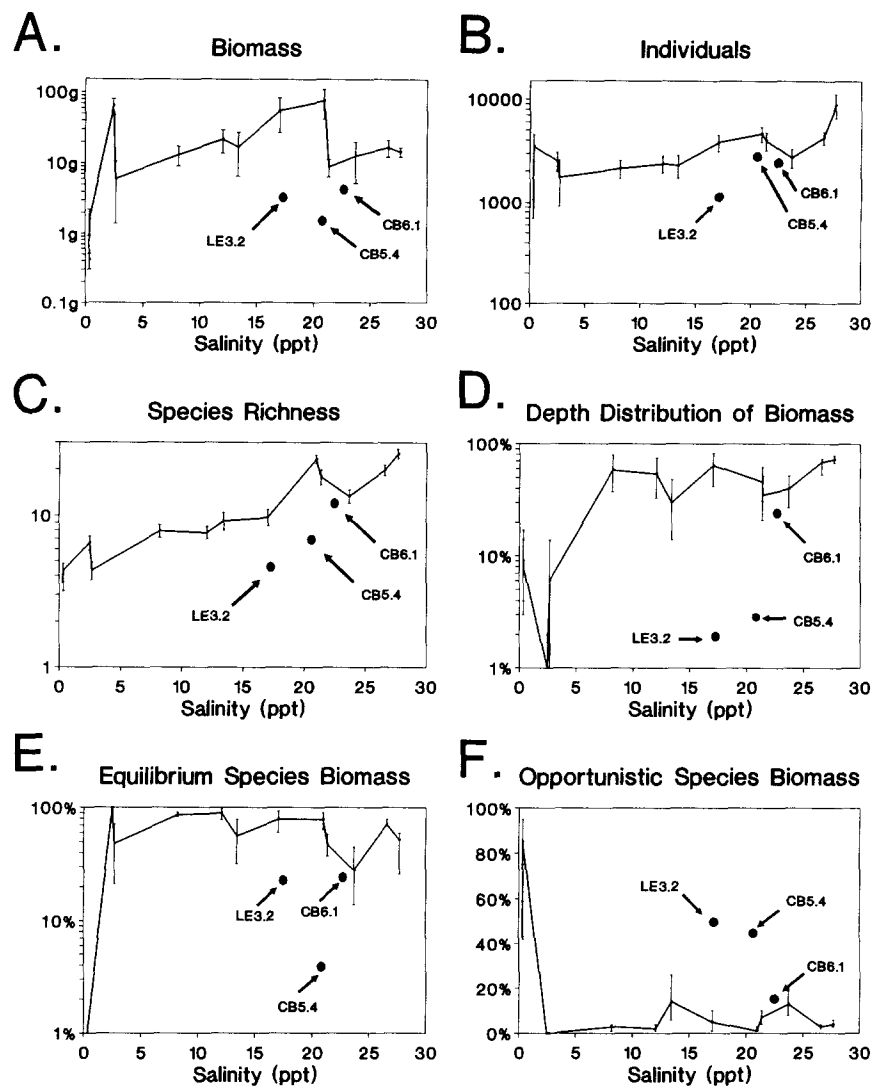 A.
Biomass
100g
10g
1g
0.1g
LE3.2
CB6.1
CB5.4
0 5 10 15 20 25 30
Salinity (ppt)
B.
Individuals
10000
1000
100
LE3.2
CB6.1
CB5.4
0 5 10 15 20 25 30
Salinity (ppt)
C.
Species Richness
10
1
LE3.2
CB6.1
CB5.4
0 5 10 15 20 25 30
Salinity (ppt)
D.
Depth Distribution of Biomass
100%
10%
1%
CB6.1
CB5.4
LE3.2
0 5 10 15 20 25 30
Salinity (ppt)
E.
Equilibrium Species Biomass
100%
10%
1%
LE3.2
CB6.1
CB5.4
0 5 10 15 20 25 30
Salinity (ppt)
F.
Opportunistic Species Biomass
100%
80%
60%
40%
20%
0%
LE3.2
CB5.4
CB6.1
0 5 10 15 20 25 30
Salinity (ppt)